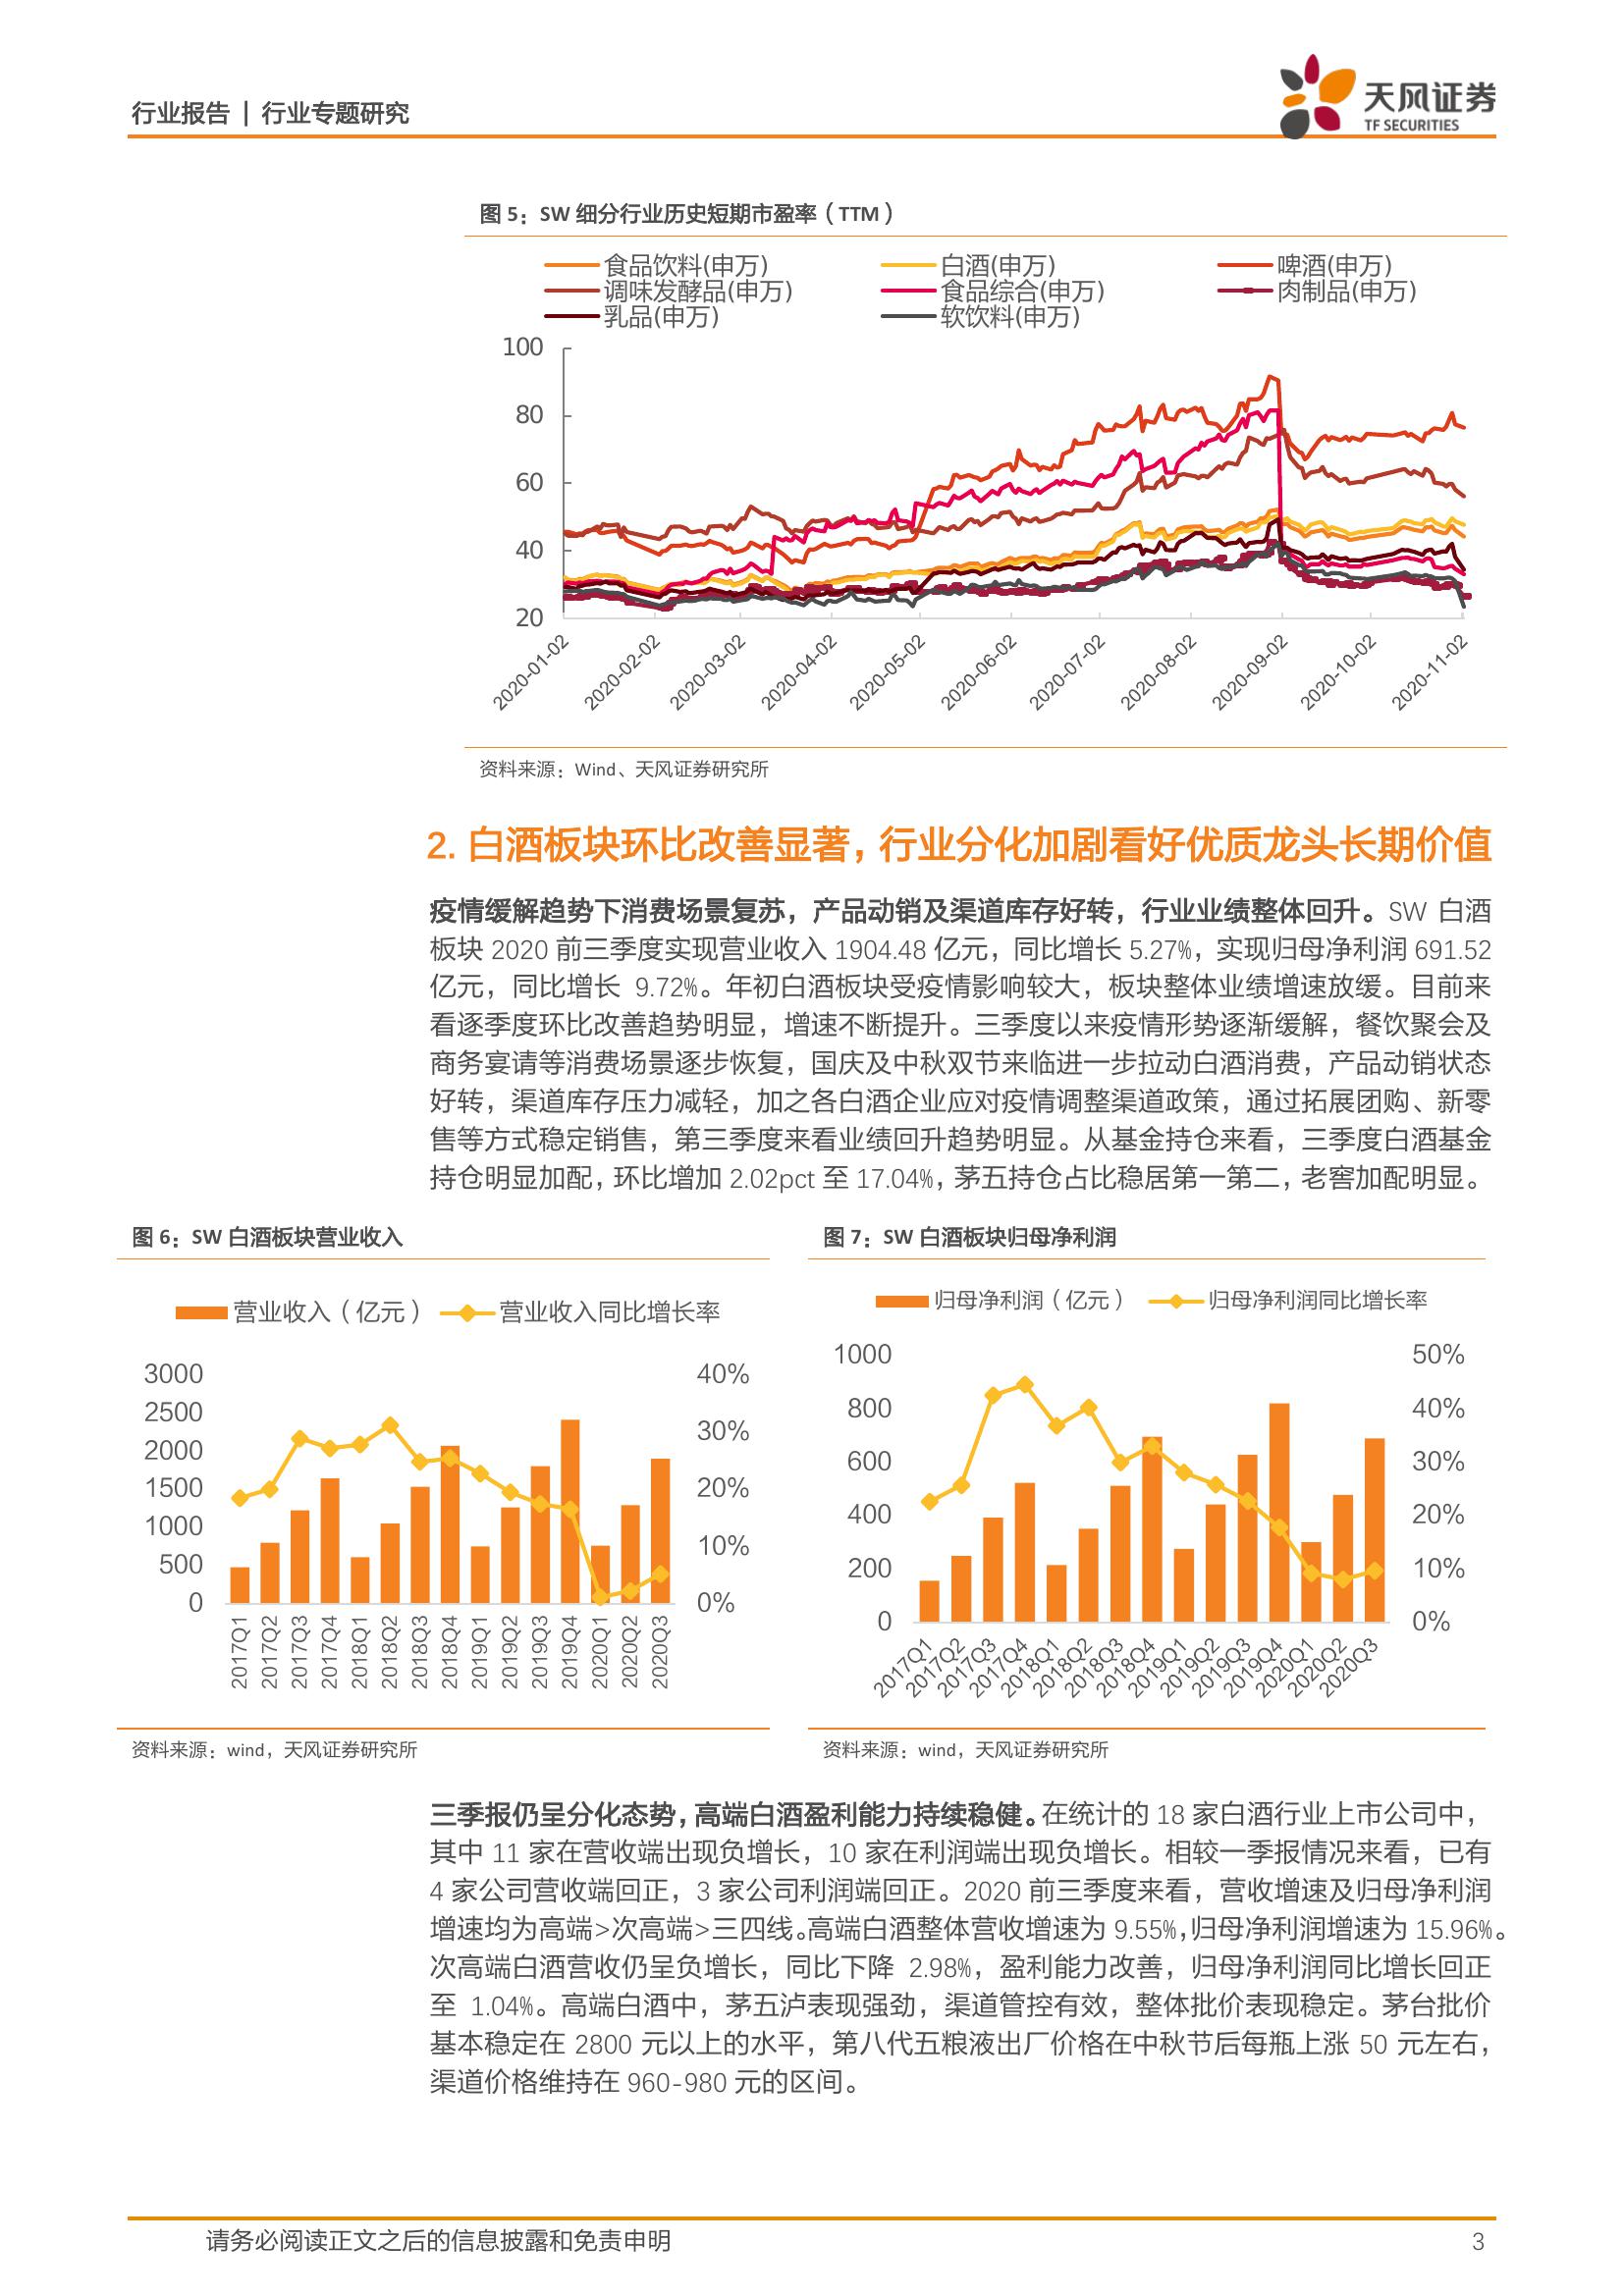 行业报告 | 行业专题研究
天风证券
TF SECURITIES
图 5：SW 细分行业历史短期市盈率（TTM）
食品饮料(申万) 白酒(申万) 啤酒(申万)
调味发酵品(申万) 食品综合(申万) 肉制品(申万)
乳品(申万) 软饮料(申万)
100
80
60
40
20
2020-01-02 2020-02-02 2020-03-02 2020-04-02 2020-05-02 2020-06-02 2020-07-02 2020-08-02 2020-09-02 2020-10-02 2020-11-02
资料来源：Wind、天风证券研究所
2. 白酒板块环比改善显著，行业分化加剧看好优质龙头长期价值
疫情缓解趋势下消费场景复苏，产品动销及渠道库存好转，行业业绩整体回升。SW 白酒
板块 2020 前三季度实现营业收入 1904.48 亿元，同比增长 5.27%，实现归母净利润 691.52
亿元，同比增长 9.72%。年初白酒板块受疫情影响较大，板块整体业绩增速放缓。目前来
看逐季度环比改善趋势明显，增速不断提升。三季度以来疫情形势逐渐缓解，餐饮聚会及
商务宴请等消费场景逐步恢复，国庆及中秋双节来临进一步拉动白酒消费，产品动销状态
好转，渠道库存压力减轻，加之各白酒企业应对疫情调整渠道政策，通过拓展团购、新零
售等方式稳定销售，第三季度来看业绩回升趋势明显。从基金持仓来看，三季度白酒基金
持仓明显加配，环比增加 2.02pct 至 17.04%，茅五持仓占比稳居第一第二，老窖加配明显。
图 6：SW 白酒板块营业收入
营业收入（亿元） 营业收入同比增长率
3000 40%
2500
2000 30%
1500 20%
1000
500 10%
0 0%
2017Q1 2017Q2 2017Q3 2017Q4 2018Q1 2018Q2 2018Q3 2018Q4 2019Q1 2019Q2 2019Q3 2019Q4 2020Q1 2020Q2 2020Q3
资料来源：wind，天风证券研究所
图 7：SW 白酒板块归母净利润
归母净利润（亿元） 归母净利润同比增长率
1000 50%
800 40%
600 30%
400 20%
200 10%
0 0%
2017Q1 2017Q2 2017Q3 2017Q4 2018Q1 2018Q2 2018Q3 2018Q4 2019Q1 2019Q2 2019Q3 2019Q4 2020Q1 2020Q2 2020Q3
资料来源：wind，天风证券研究所
三季报仍呈分化态势，高端白酒盈利能力持续稳健。在统计的 18 家白酒行业上市公司中，
其中 11 家在营收端出现负增长，10 家在利润端出现负增长。相较一季报情况来看，已有
4 家公司营收端回正，3 家公司利润端回正。2020 前三季度来看，营收增速及归母净利润
增速均为高端>次高端>三四线。高端白酒整体营收增速为 9.55%，归母净利润增速为 15.96%。
次高端白酒营收仍呈负增长，同比下降 2.98%，盈利能力改善，归母净利润同比增长回正
至 1.04%。高端白酒中，茅五泸表现强劲，渠道管控有效，整体批价表现稳定。茅台批价
基本稳定在 2800 元以上的水平，第八代五粮液出厂价格在中秋节后每瓶上涨 50 元左右，
渠道价格维持在 960-980 元的区间。
请务必阅读正文之后的信息披露和免责申明 3